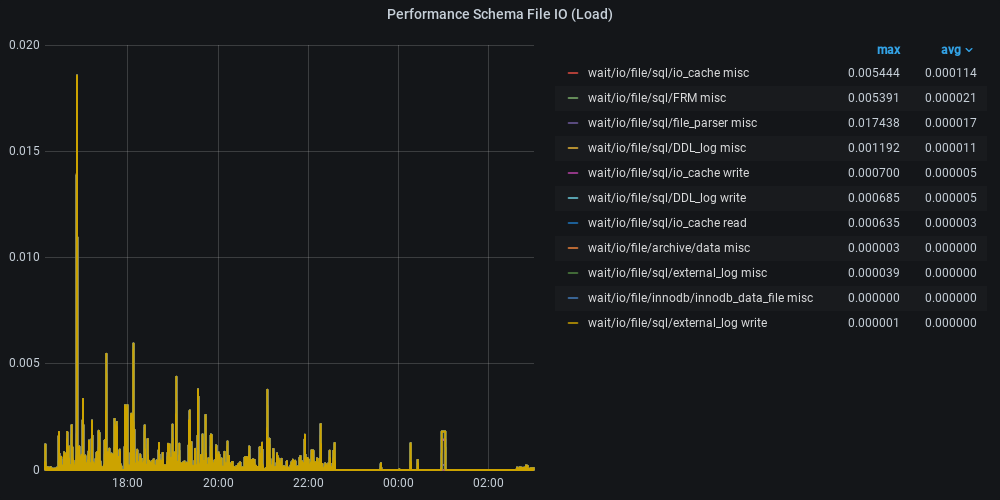 Performance Schema File IO (Load)
0.020
0.015
0.010
0.005
0
18:00 20:00 22:00 00:00 02:00
max avg
wait/io/file/sql/io_cache misc 0.005444 0.000114
wait/io/file/sql/FRM misc 0.005391 0.000021
wait/io/file/sql/file_parser misc 0.017438 0.000017
wait/io/file/sql/DDL_log misc 0.001192 0.000011
wait/io/file/sql/io_cache write 0.000700 0.000005
wait/io/file/sql/DDL_log write 0.000685 0.000005
wait/io/file/sql/io_cache read 0.000635 0.000003
wait/io/file/archive/data misc 0.000003 0.000000
wait/io/file/sql/external_log misc 0.000039 0.000000
wait/io/file/innodb/innodb_data_file misc 0.000000 0.000000
wait/io/file/sql/external_log write 0.000001 0.000000